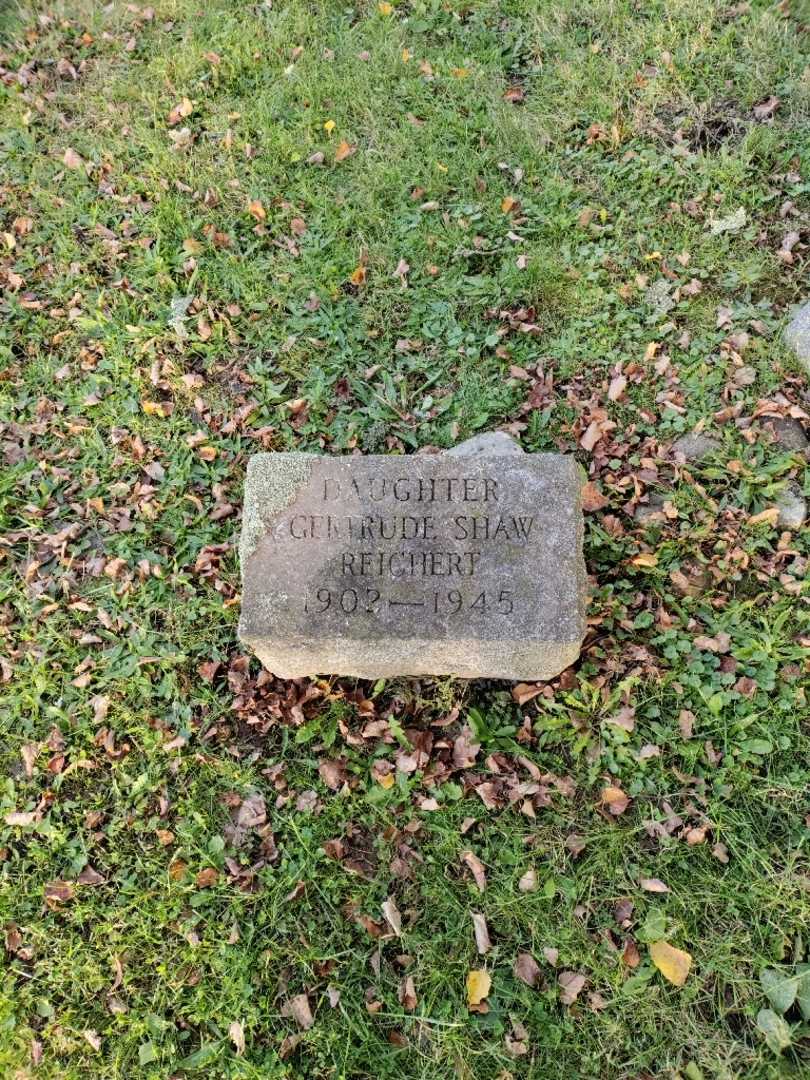 DAUGHTER
GERTRUDE SHAW
REICHERT
1902—1945